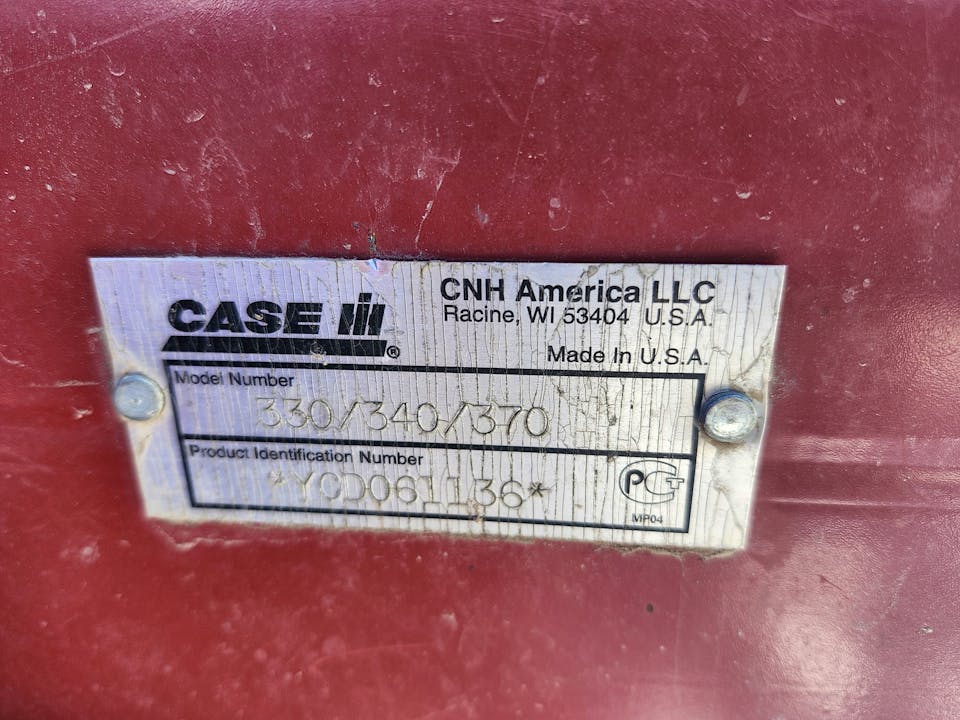 CASE IH®
CNH America LLC
Racine, WI 53404 U.S.A.
Made In U.S.A.
Model Number
330/340/370
Product Identification Number
*YCD061136*
РСТ
MP04